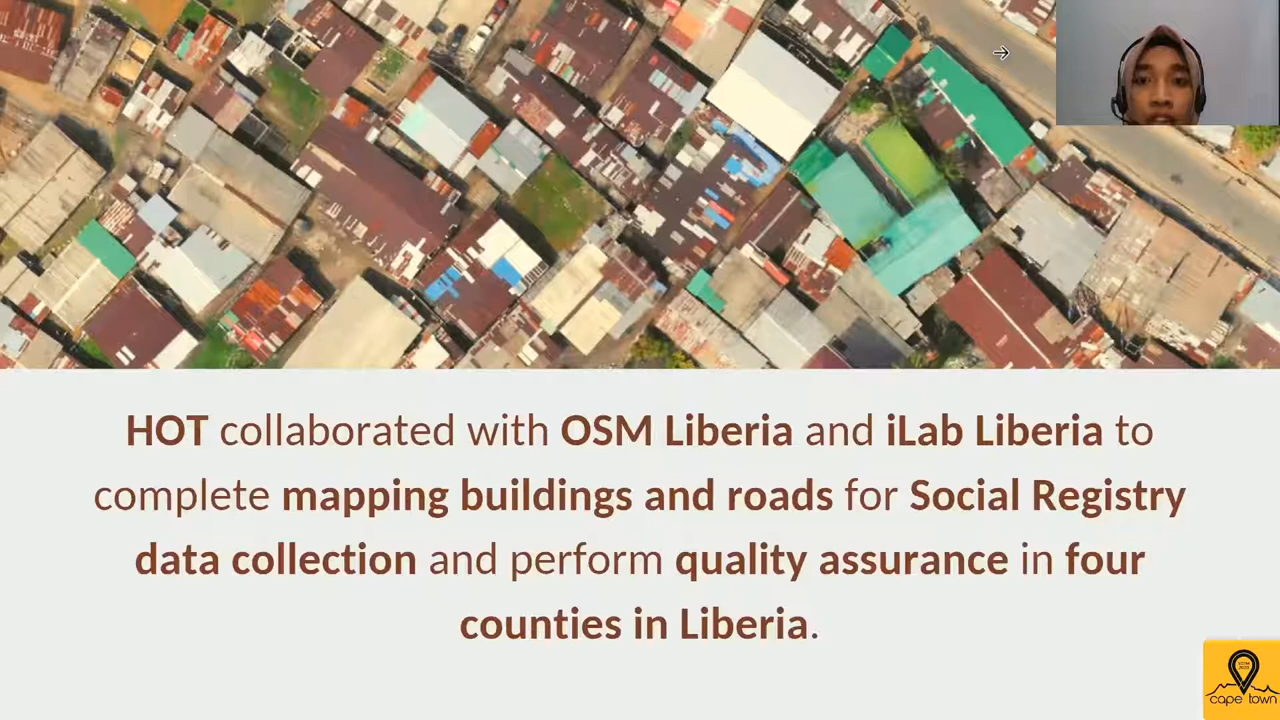 HOT collaborated with OSM Liberia and iLab Liberia to
complete mapping buildings and roads for Social Registry
data collection and perform quality assurance in four
counties in Liberia.
cape town